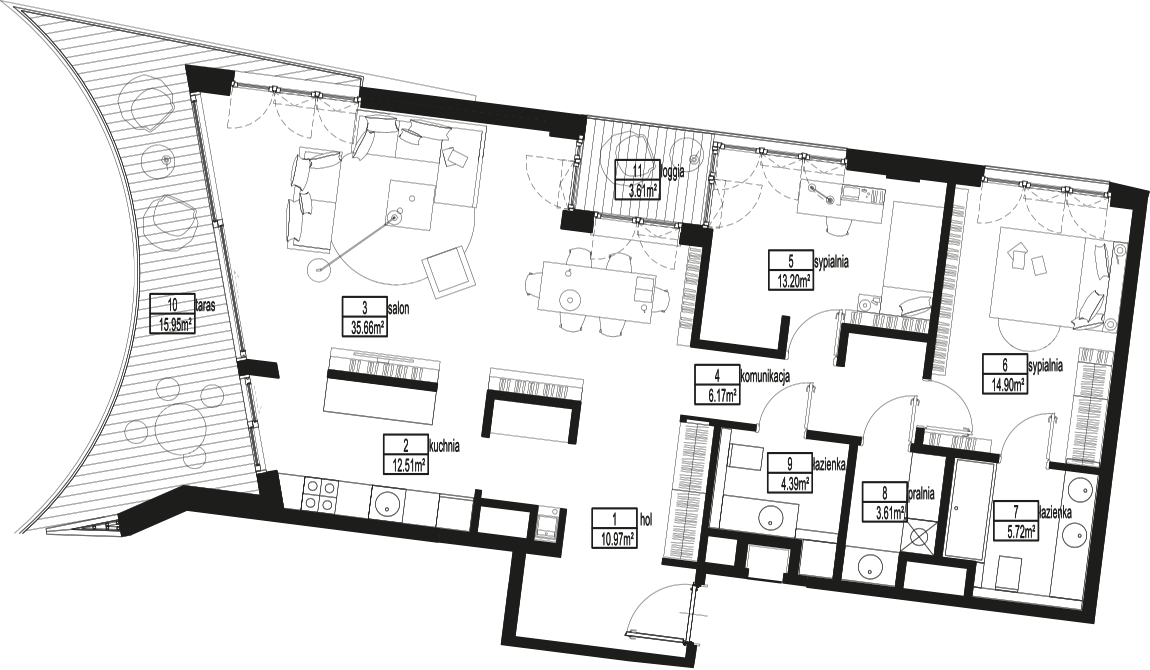 11 loggia
3.61m²
5 sypialnia
13.20m²
10 taras
15.95m²
3 salon
35.66m²
6 sypialnia
14.90m²
4 komunikacja
6.17m²
2 kuchnia
12.51m²
9 łazienka
4.39m²
8 pralnia
3.61m²
7 łazienka
5.72m²
1 hol
10.97m²